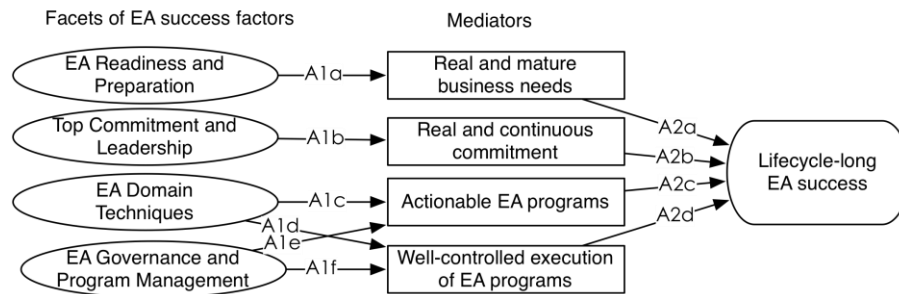 Facets of EA success factors
Mediators
EA Readiness and
Preparation
A1a
Real and mature
business needs
A2a
Top Commitment and
Leadership
A1b
Real and continuous
commitment
A2b
Lifecycle-long
EA success
EA Domain
Techniques
A1c
Actionable EA programs
A2c
A1d
A1e
A2d
EA Governance and
Program Management
A1f
Well-controlled execution
of EA programs